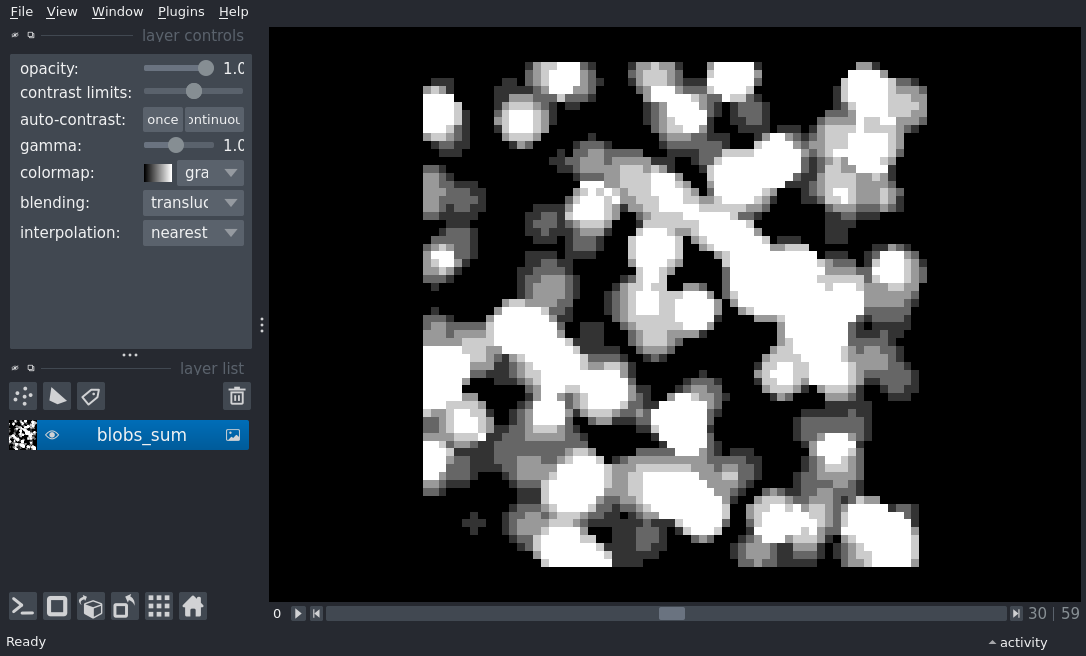 File View Window Plugins Help
layer controls
opacity: 1.0
contrast limits:
auto-contrast: once ontinuou
gamma: 1.0
colormap: gra
blending: transluc
interpolation: nearest
layer list
blobs_sum
0 30 | 59
Ready activity